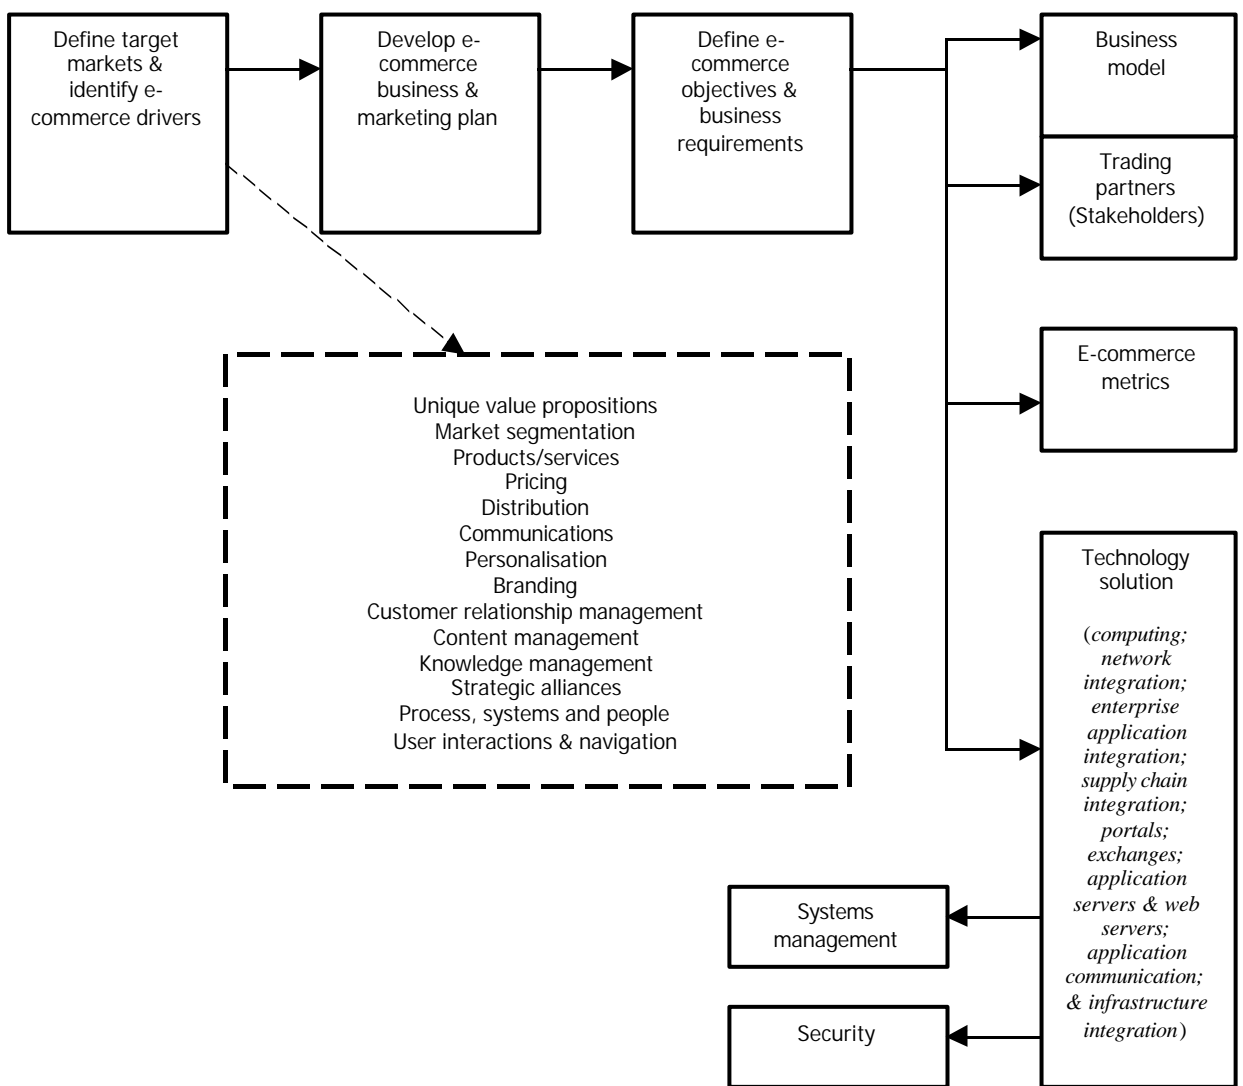 Define target
markets &
identify e-
commerce drivers
Develop e-
commerce
business &
marketing plan
Define e-
commerce
objectives &
business
requirements
Business
model
Trading
partners
(Stakeholders)
E-commerce
metrics
Unique value propositions
Market segmentation
Products/services
Pricing
Distribution
Communications
Personalisation
Branding
Customer relationship management
Content management
Knowledge management
Strategic alliances
Process, systems and people
User interactions & navigation
Technology
solution
(computing;
network
integration;
enterprise
application
integration;
supply chain
integration;
portals;
exchanges;
application
servers & web
servers;
application
communication;
& infrastructure
integration)
Systems
management
Security